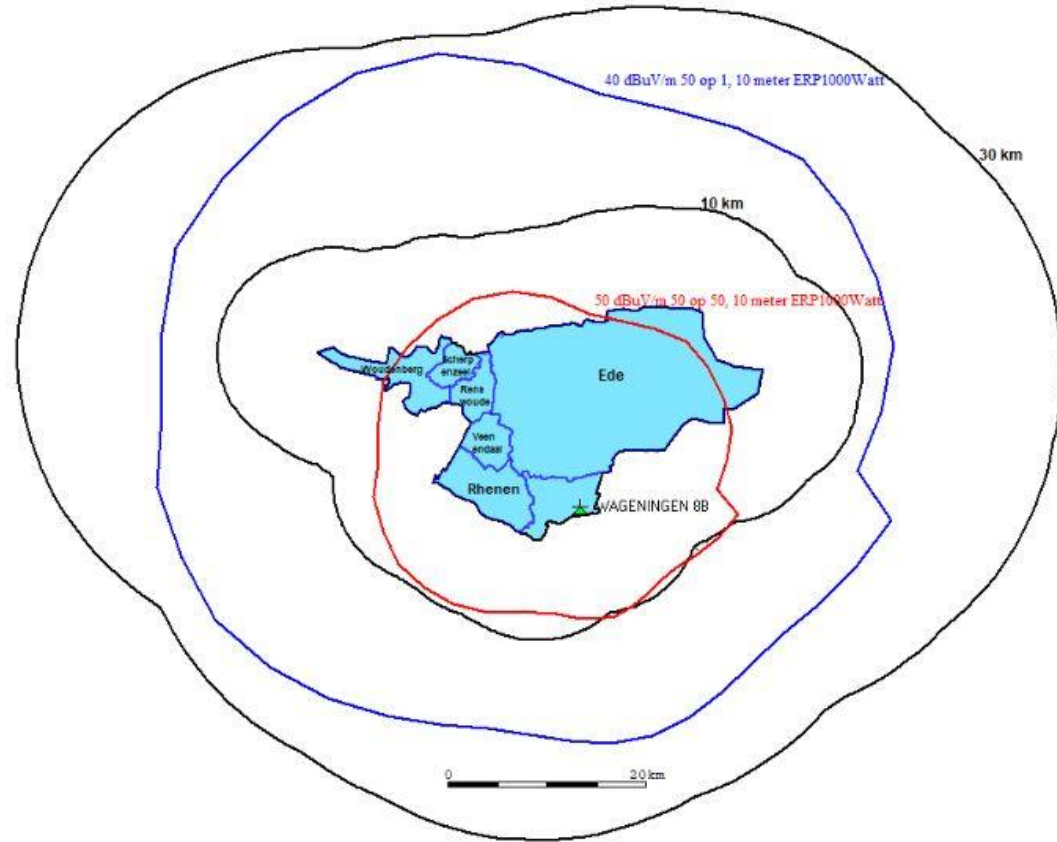 40 dBuV/m 50 op 1, 10 meter ERP1000Watt
30 km
10 km
50 dBuV/m 50 op 50, 10 meter ERP1000Watt
Woudenberg
Scherp
enzeel
Rens
woude
Ede
Veen
endaal
Rhenen
WAGENINGEN 8B
0 20 km